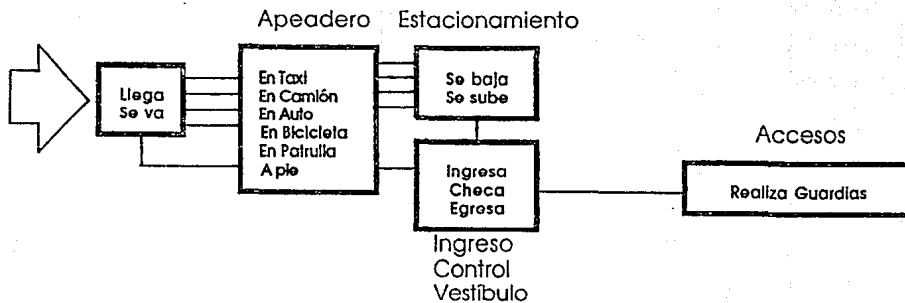 Apeadero
Estacionamiento
Llega
Se va
En Taxi
En Camión
En Auto
En Bicicleta
En Patrulla
A pie
Se baja
Se sube
Ingresa
Checa
Egresa
Ingreso
Control
Vestíbulo
Accesos
Realiza Guardias